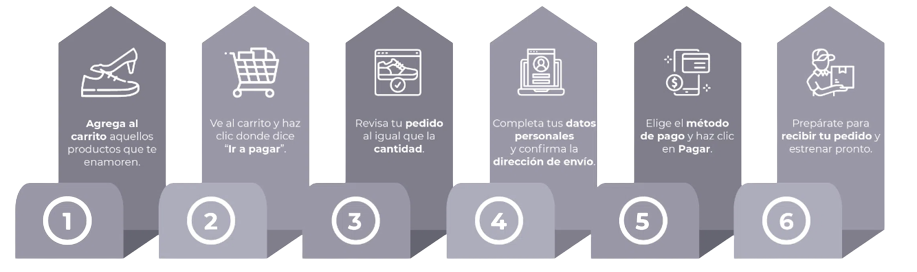 Agrega al
carrito aquellos
productos que te
enamoren.
1
Ve al carrito y haz
clic donde dice
"Ir a pagar".
2
Revisa tu pedido
al igual que la
cantidad.
3
Completa tus datos
personales
y confirma la
dirección de envío.
4
Elige el método
de pago y haz clic
en Pagar.
5
Prepárate para
recibir tu pedido y
estrenar pronto.
6